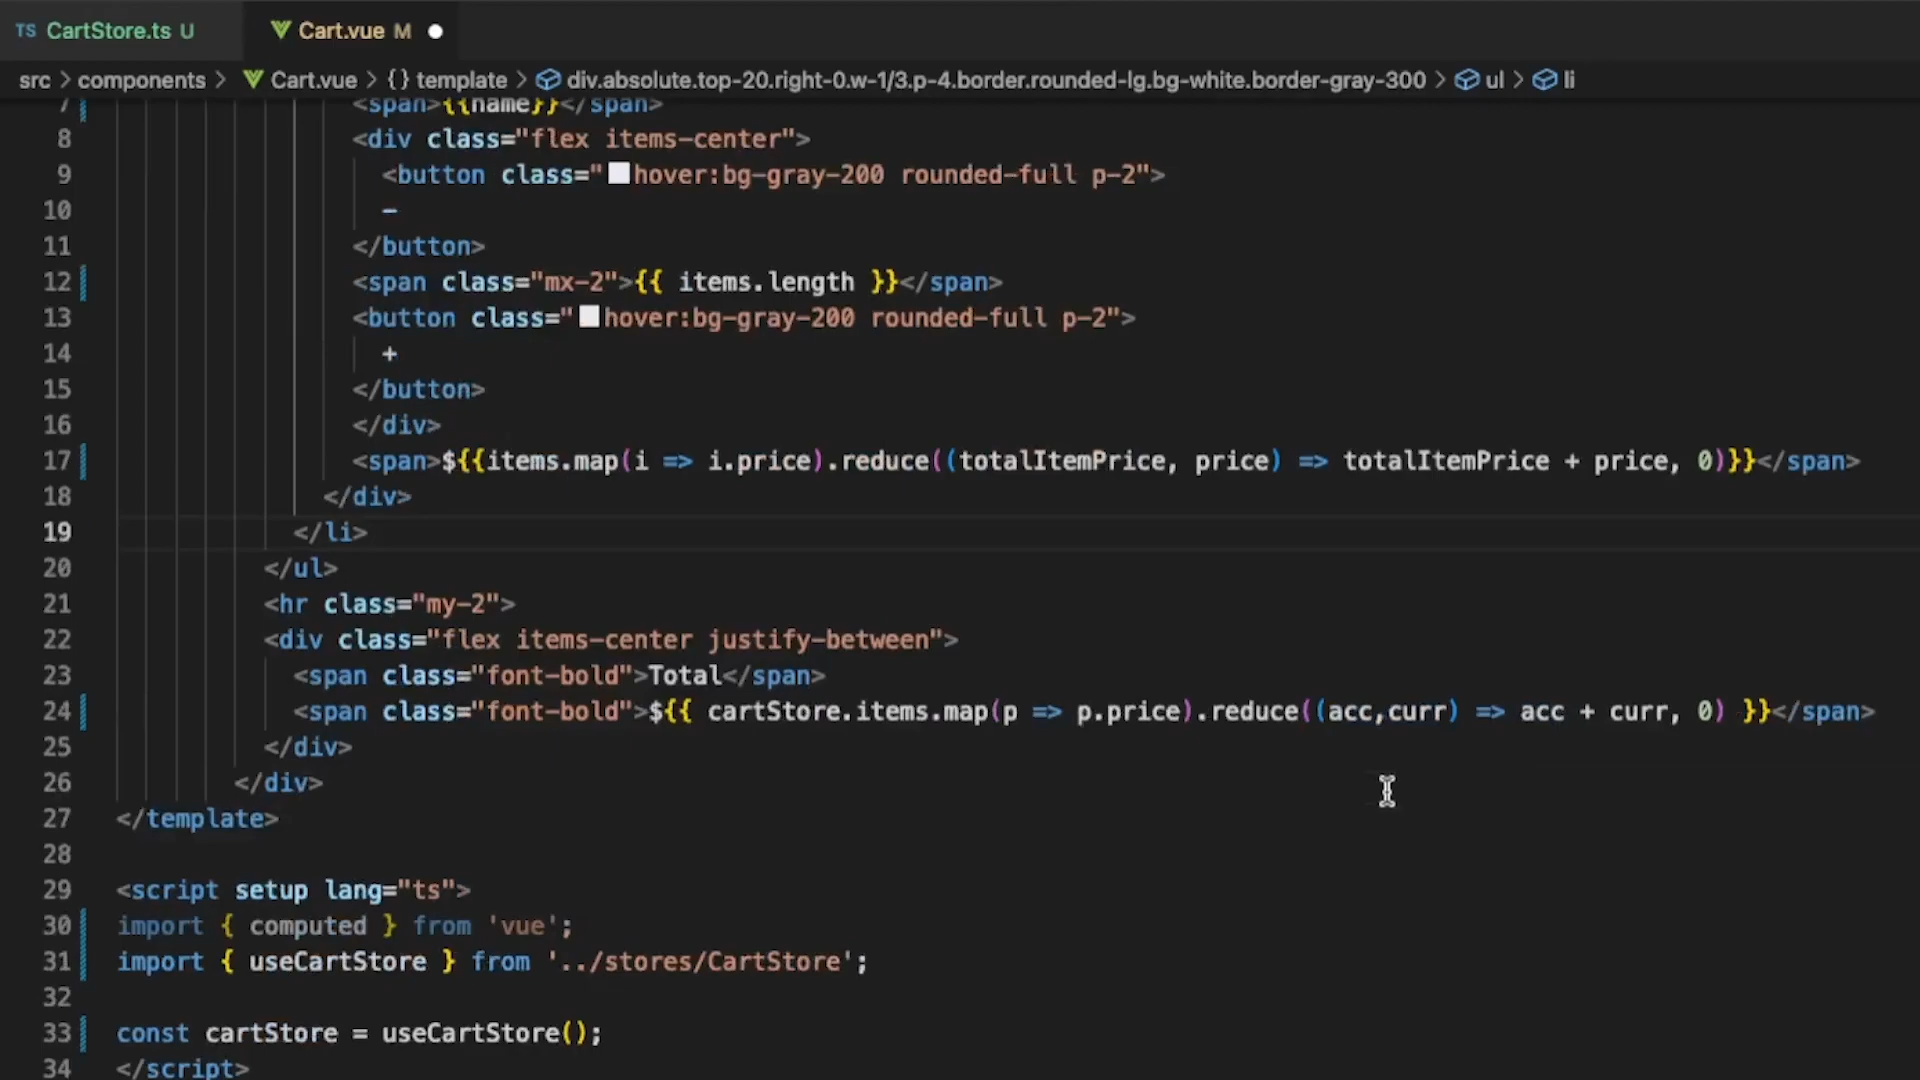 TS CartStore.ts U
Cart.vue M
src > components > Cart.vue > {} template > div.absolute.top-20.right-0.w-1/3.p-4.border.rounded-lg.bg-white.border-gray-300 > ul > li
7 <span>{{name}}</span>
8 <div class="flex items-center">
9 <button class="hover:bg-gray-200 rounded-full p-2">
10 -
11 </button>
12 <span class="mx-2">{{ items.length }}</span>
13 <button class="hover:bg-gray-200 rounded-full p-2">
14 +
15 </button>
16 </div>
17 <span>${{items.map(i => i.price).reduce((totalItemPrice, price) => totalItemPrice + price, 0)}}</span>
18 </div>
19 </li>
20 </ul>
21 <hr class="my-2">
22 <div class="flex items-center justify-between">
23 <span class="font-bold">Total</span>
24 <span class="font-bold">${{ cartStore.items.map(p => p.price).reduce((acc,curr) => acc + curr, 0) }}</span>
25 </div>
26 </div>
27 </template>
28
29 <script setup lang="ts">
30 import { computed } from 'vue';
31 import { useCartStore } from '../stores/CartStore';
32
33 const cartStore = useCartStore();
34 </script>